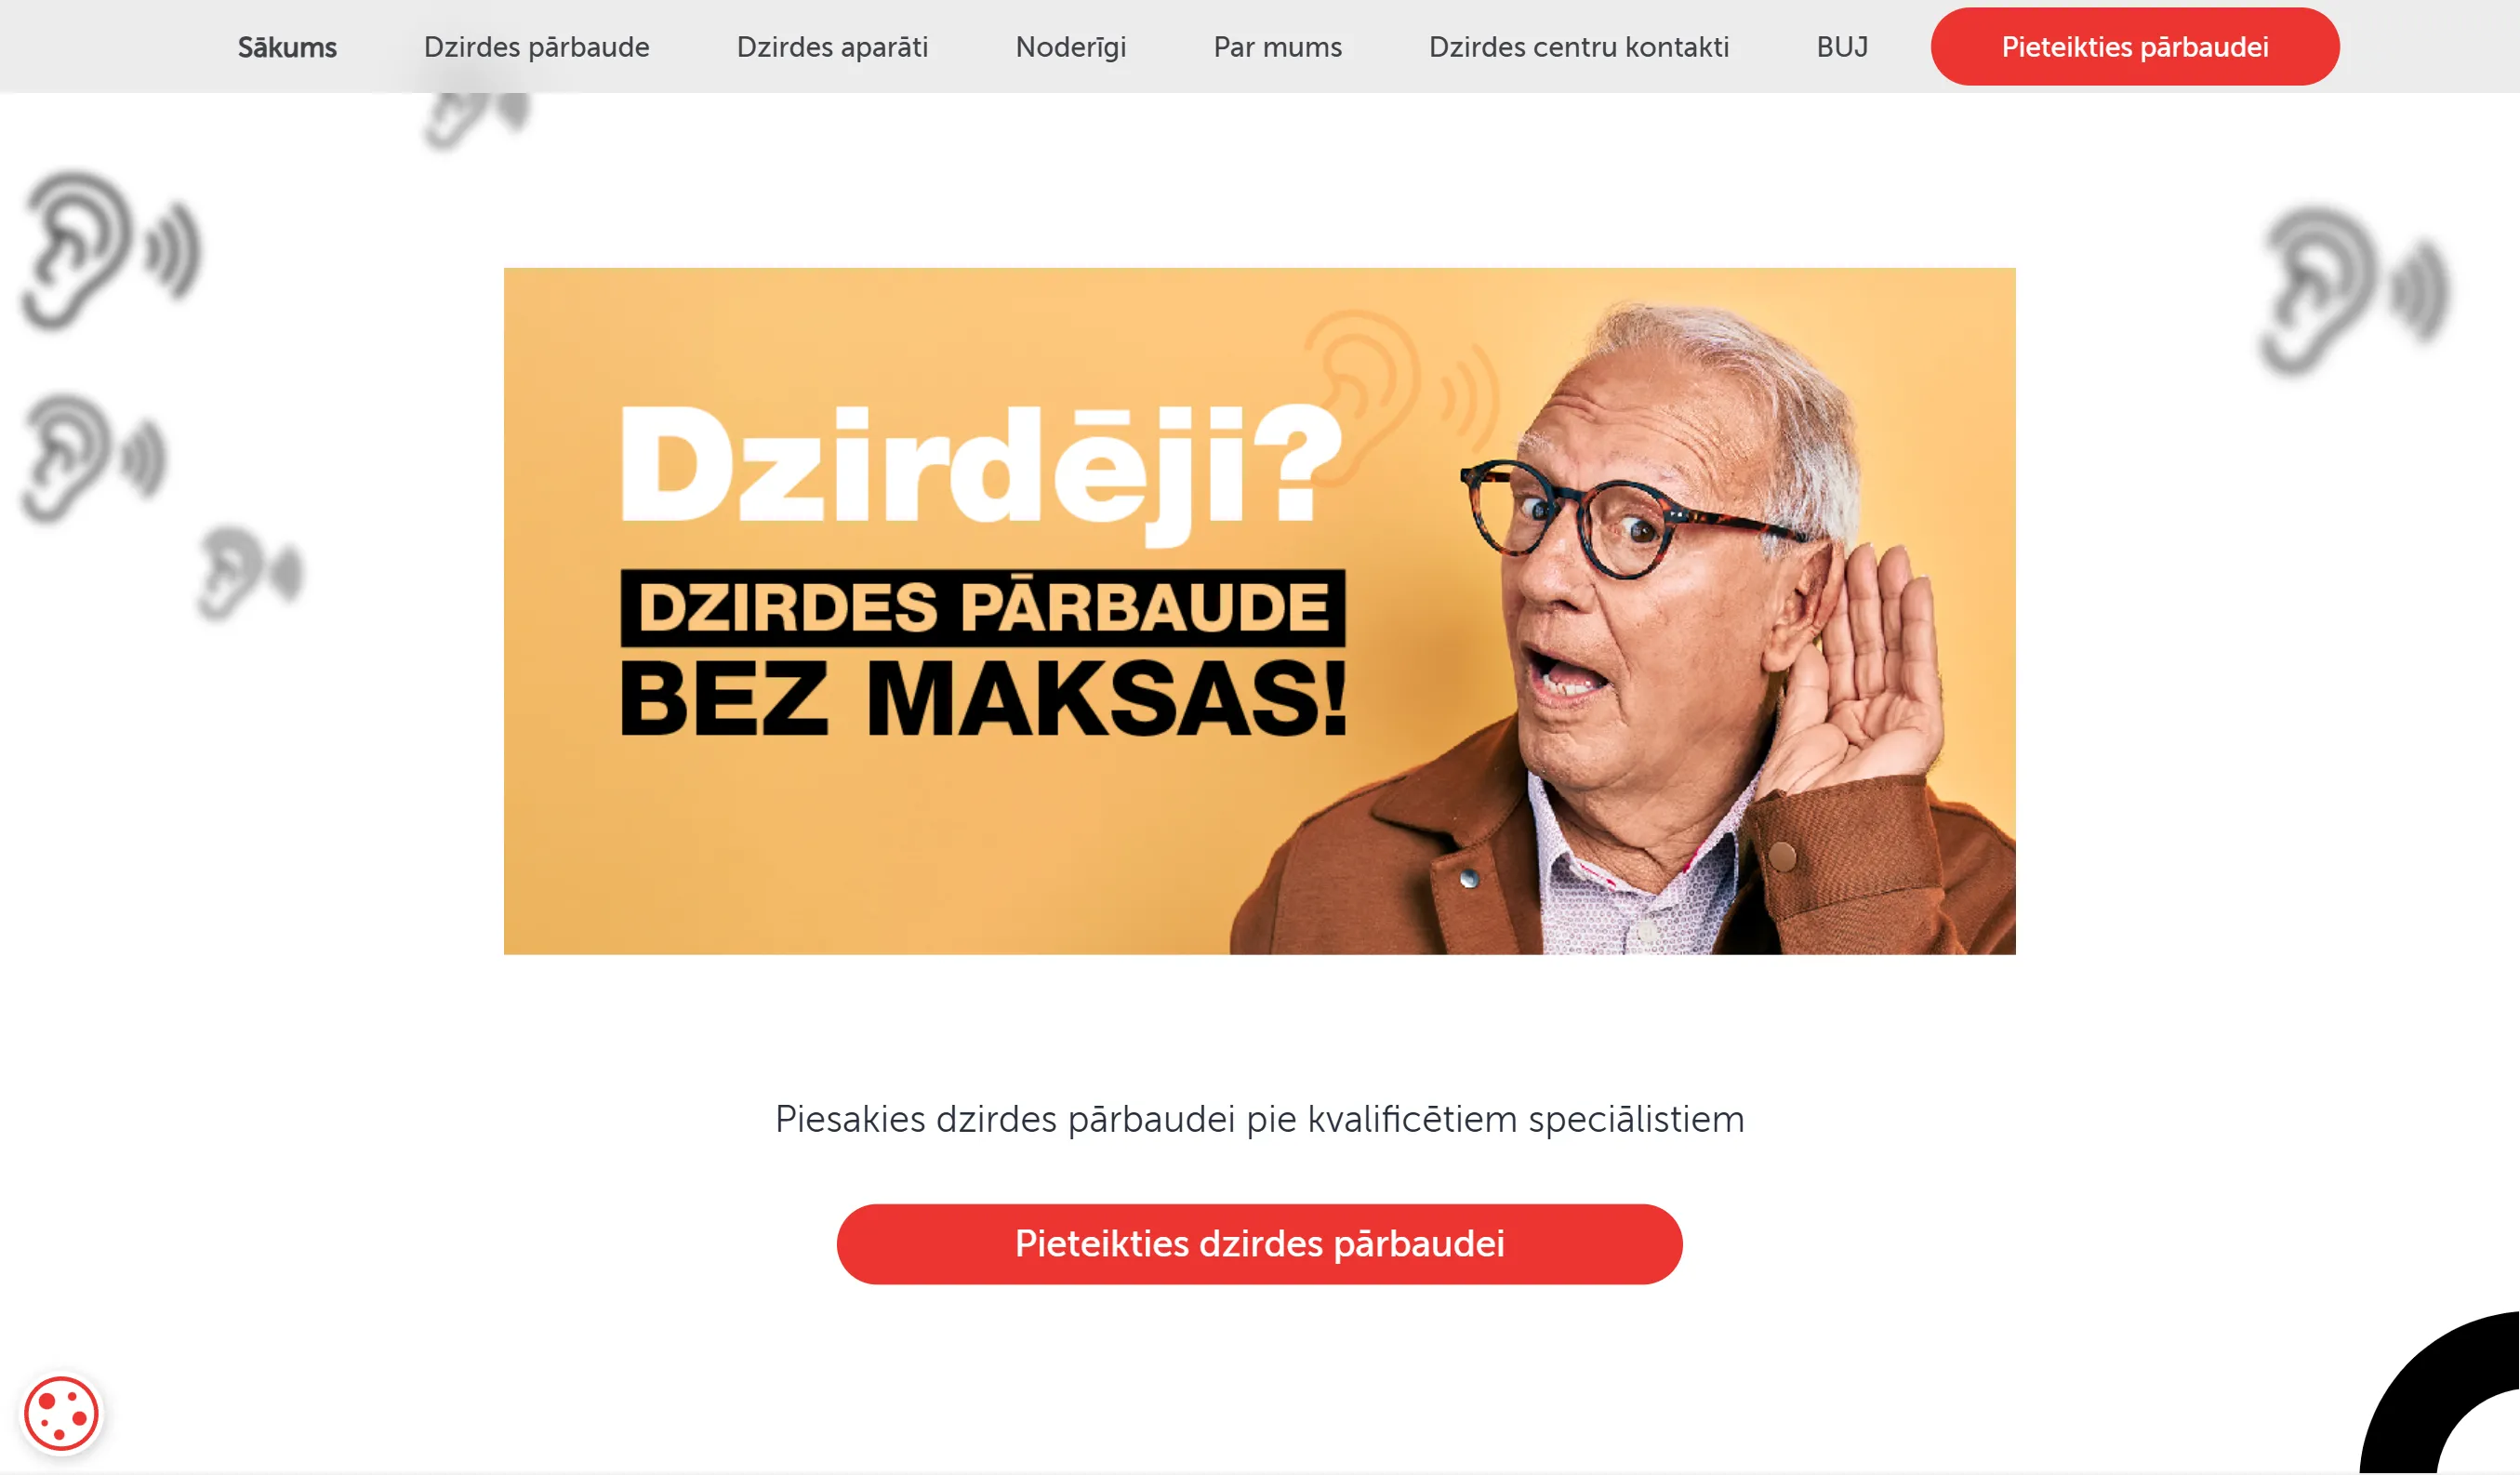 Sākums
Dzirdes pārbaude
Dzirdes aparāti
Noderīgi
Par mums
Dzirdes centru kontakti
BUJ
Pieteikties pārbaudei
Dzirdēji?
DZIRDES PĀRBAUDE
BEZ MAKSAS!
Piesakies dzirdes pārbaudei pie kvalificētiem speciālistiem
Pieteikties dzirdes pārbaudei